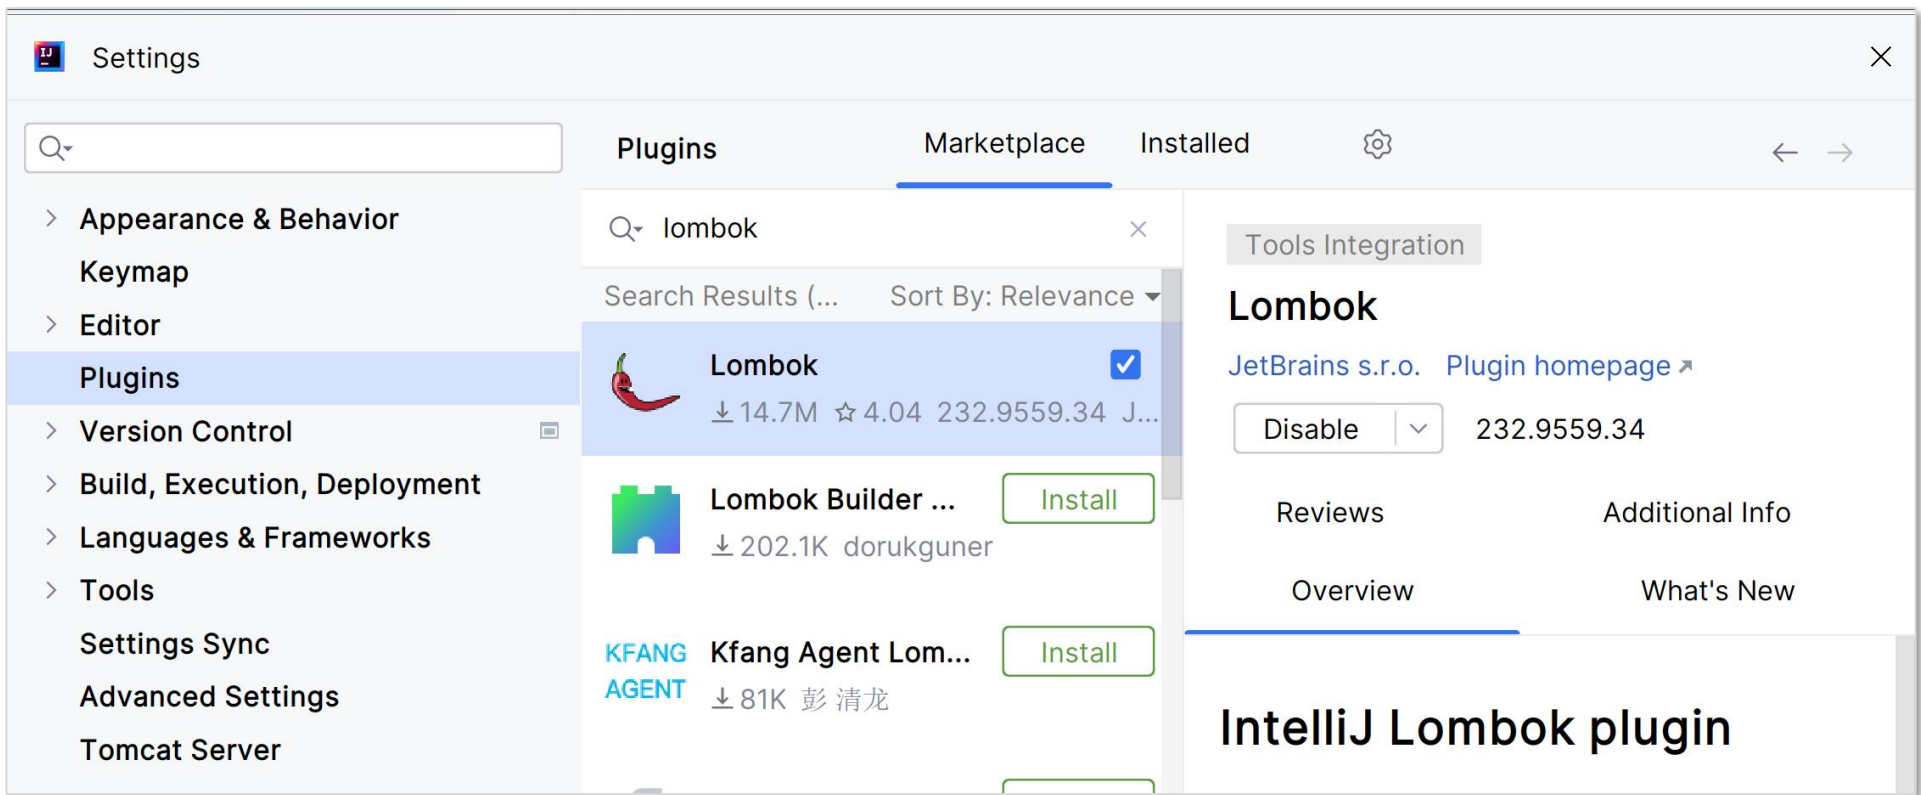 Settings
Plugins
Marketplace
Installed
Appearance & Behavior
Keymap
Editor
Plugins
Version Control
Build, Execution, Deployment
Languages & Frameworks
Tools
Settings Sync
Advanced Settings
Tomcat Server
lombok
Search Results (... Sort By: Relevance
Lombok
14.7M 4.04 232.9559.34 J...
Lombok Builder ... Install
202.1K dorukguner
KFANG AGENT
Kfang Agent Lom... Install
81K 彭 清龙
Tools Integration
Lombok
JetBrains s.r.o. Plugin homepage
Disable 232.9559.34
Reviews Additional Info
Overview What's New
IntelliJ Lombok plugin